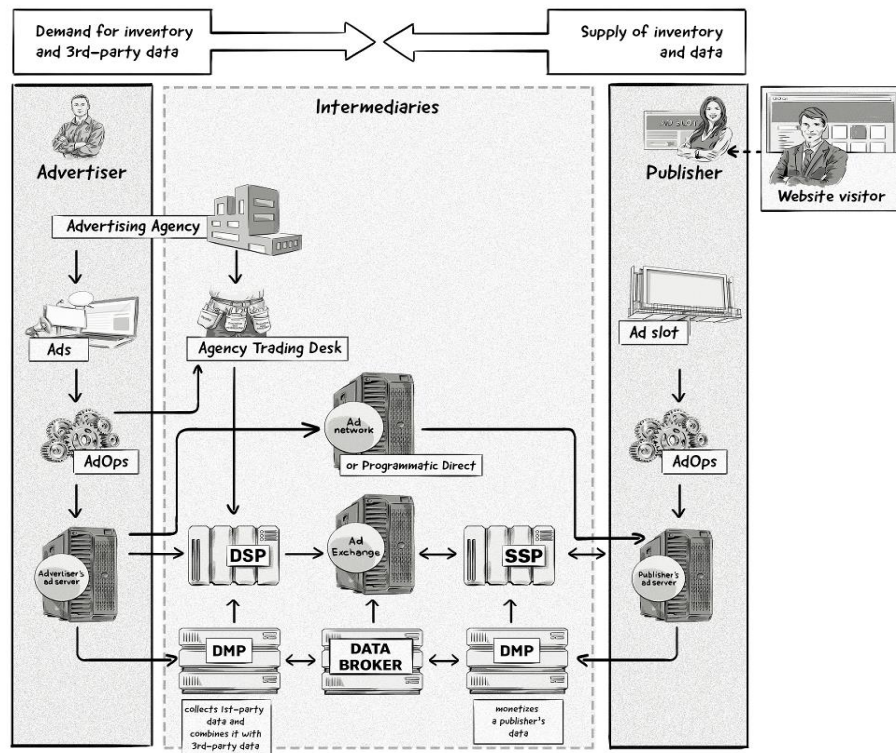 Demand for inventory
and 3rd-party data
Supply of inventory
and data
Intermediaries
Advertiser
Publisher
Website visitor
Advertising Agency
Ads
Agency Trading Desk
Ad slot
AdOps
Ad
network
or Programmatic Direct
AdOps
Advertiser's
ad server
DSP
Ad
Exchange
SSP
Publisher's
ad server
DMP
DATA
BROKER
DMP
collects 1st-party
data and
combines it with
3rd-party data
monetizes
a publisher's
data